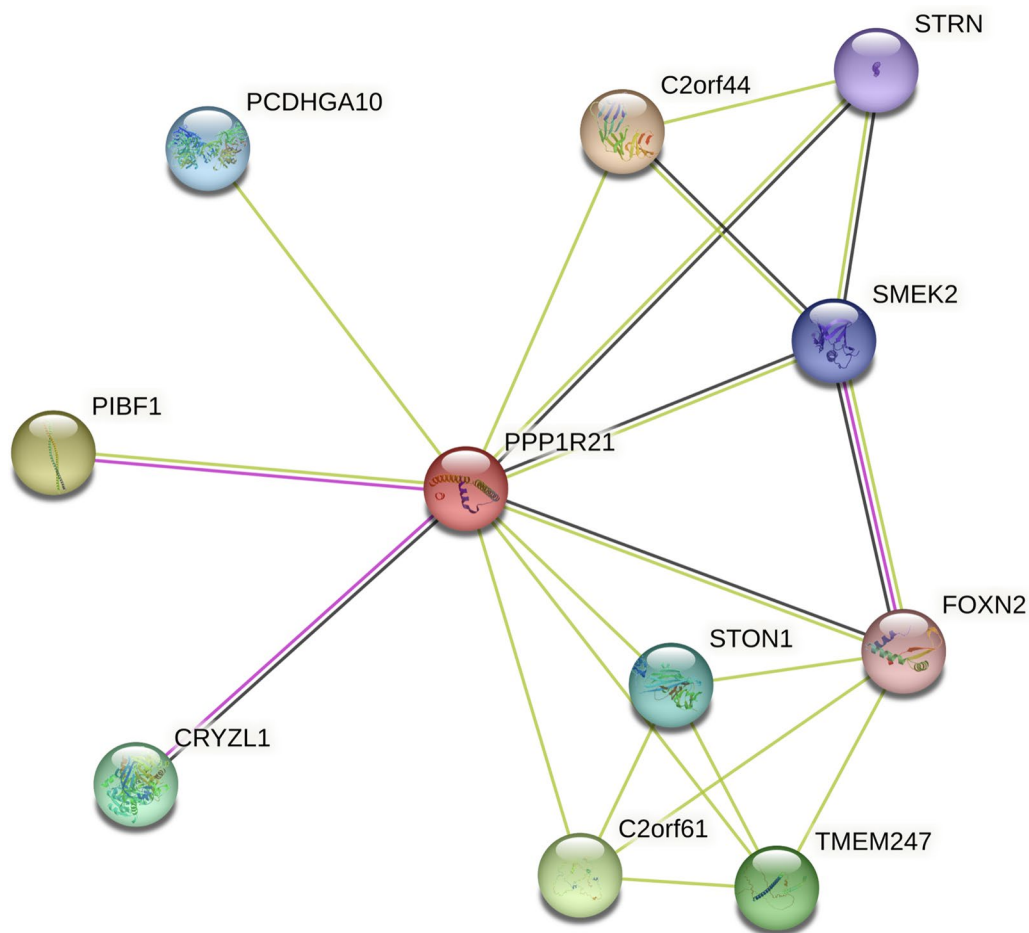 STRN
C2orf44
PCDHGA10
SMEK2
PIBF1
PPP1R21
FOXN2
STON1
CRYZL1
C2orf61
TMEM247